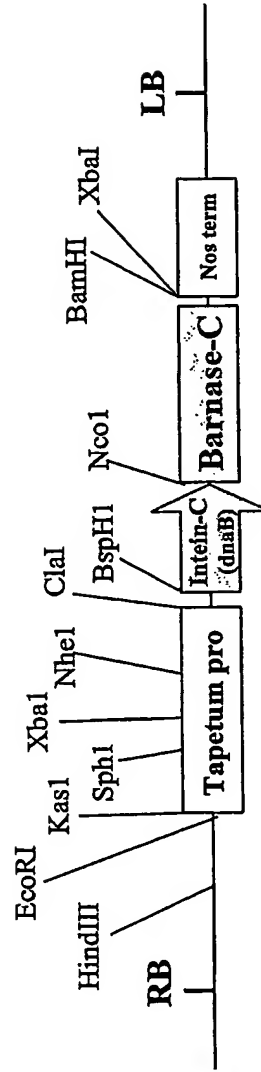 RB
HindIII
EcoRI
Kas1
Sph1
Xba1
Nhe1
ClaI
BspH1
Nco1
BamHI
XbaI
LB
Tapetum pro
Intein-C
(dnaB)
Barnase-C
Nos term